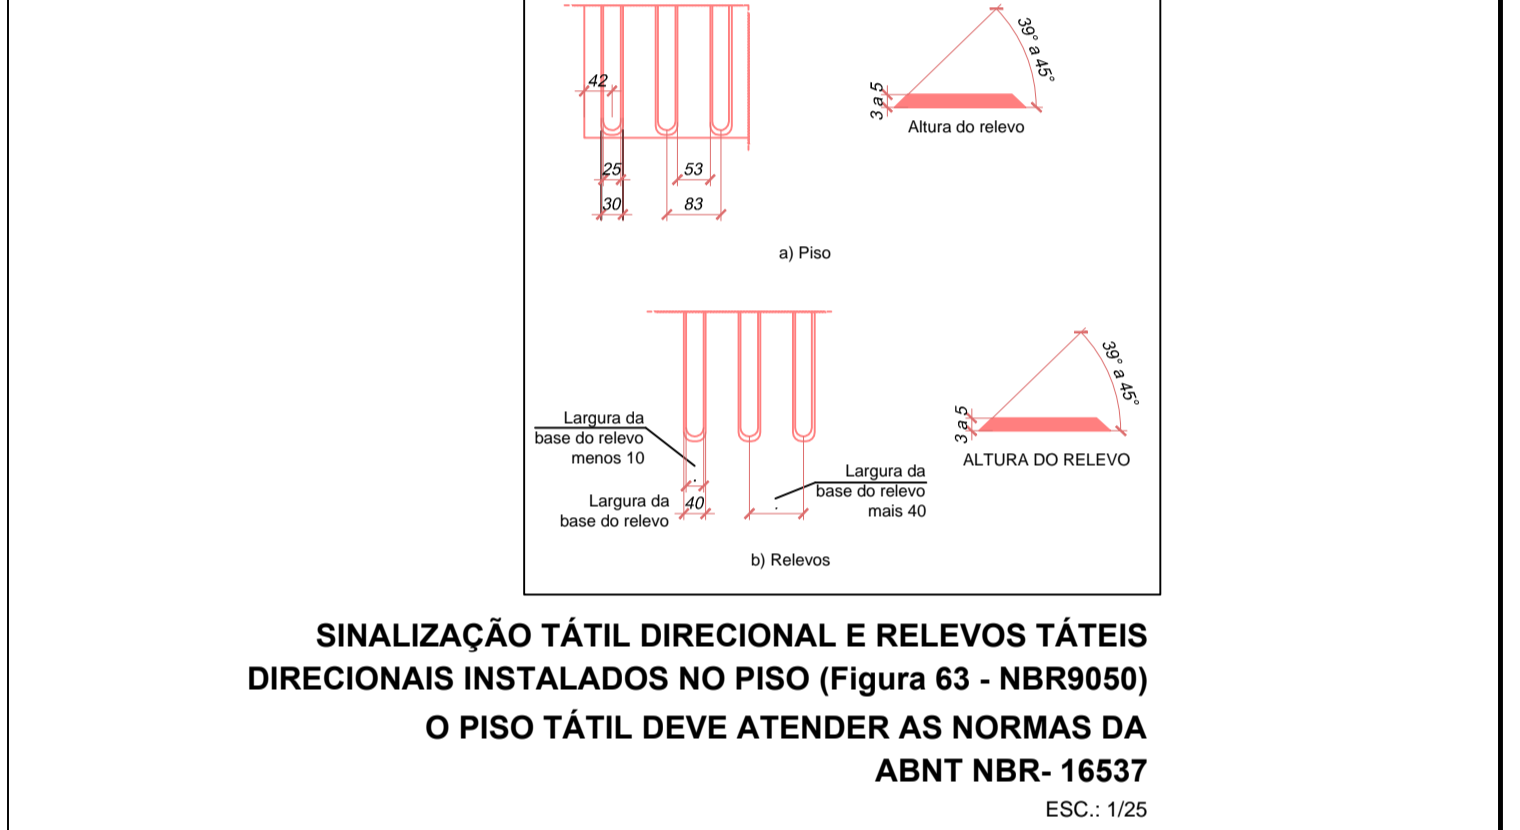 39° a 45°
42
3 a 5
Altura do relevo
25
53
30
83
a) Piso
39° a 45°
3 a 5
Largura da
base do relevo
menos 10
ALTURA DO RELEVO
Largura da
base do relevo
mais 40
Largura da
base do relevo
40
b) Relevos
SINALIZAÇÃO TÁTIL DIRECIONAL E RELEVOS TÁTEIS
DIRECIONAIS INSTALADOS NO PISO (Figura 63 - NBR9050)
O PISO TÁTIL DEVE ATENDER AS NORMAS DA
ABNT NBR- 16537
ESC.: 1/25